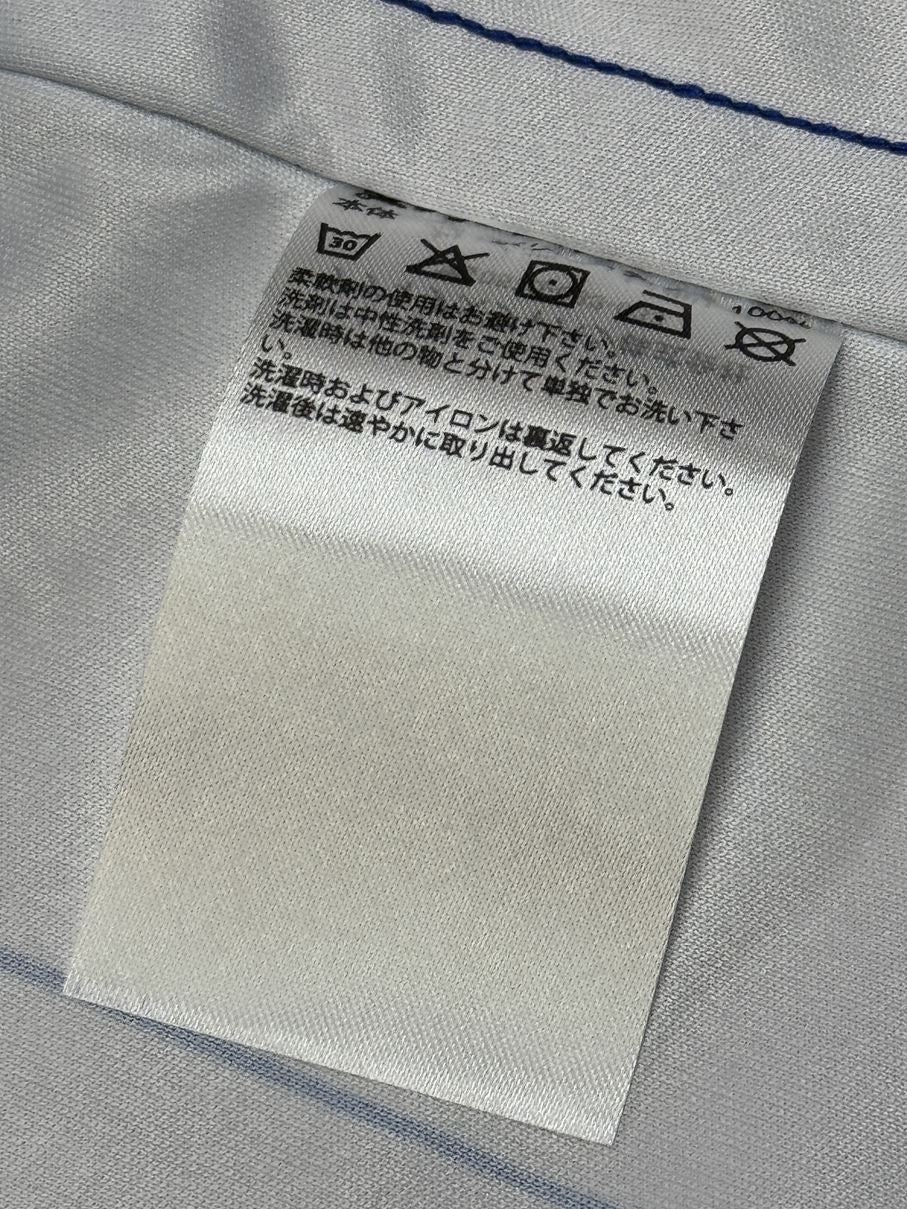 本体
100%
30
柔軟剤の使用はお避け下さい。
洗剤は中性洗剤をご使用ください。
洗濯時は他の物と分けて単独でお洗い下さ
い。
洗濯時およびアイロンは裏返してください。
洗濯後は速やかに取り出してください。